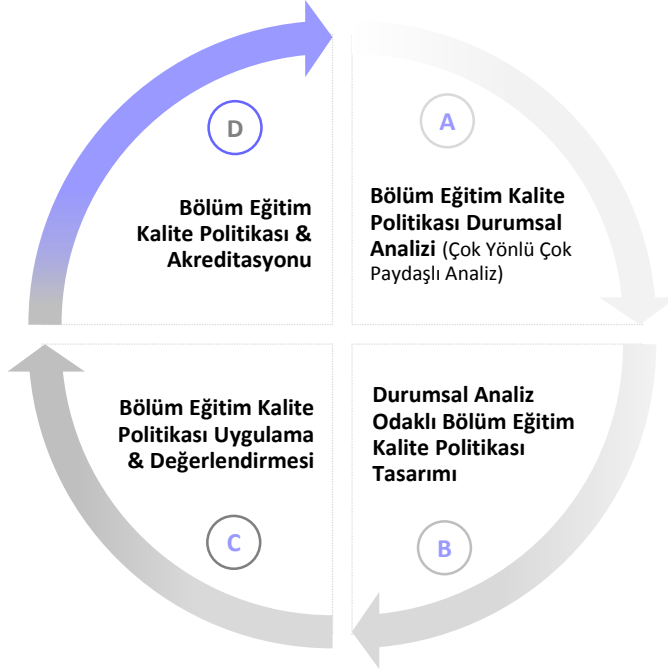 A
Bölüm Eğitim Kalite
Politikası Durumsal
Analizi (Çok Yönlü Çok
Paydaşlı Analiz)
Durumsal Analiz
Odaklı Bölüm Eğitim
Kalite Politikası
Tasarımı
B
Bölüm Eğitim Kalite
Politikası Uygulama
& Değerlendirmesi
C
D
Bölüm Eğitim
Kalite Politikası &
Akreditasyonu